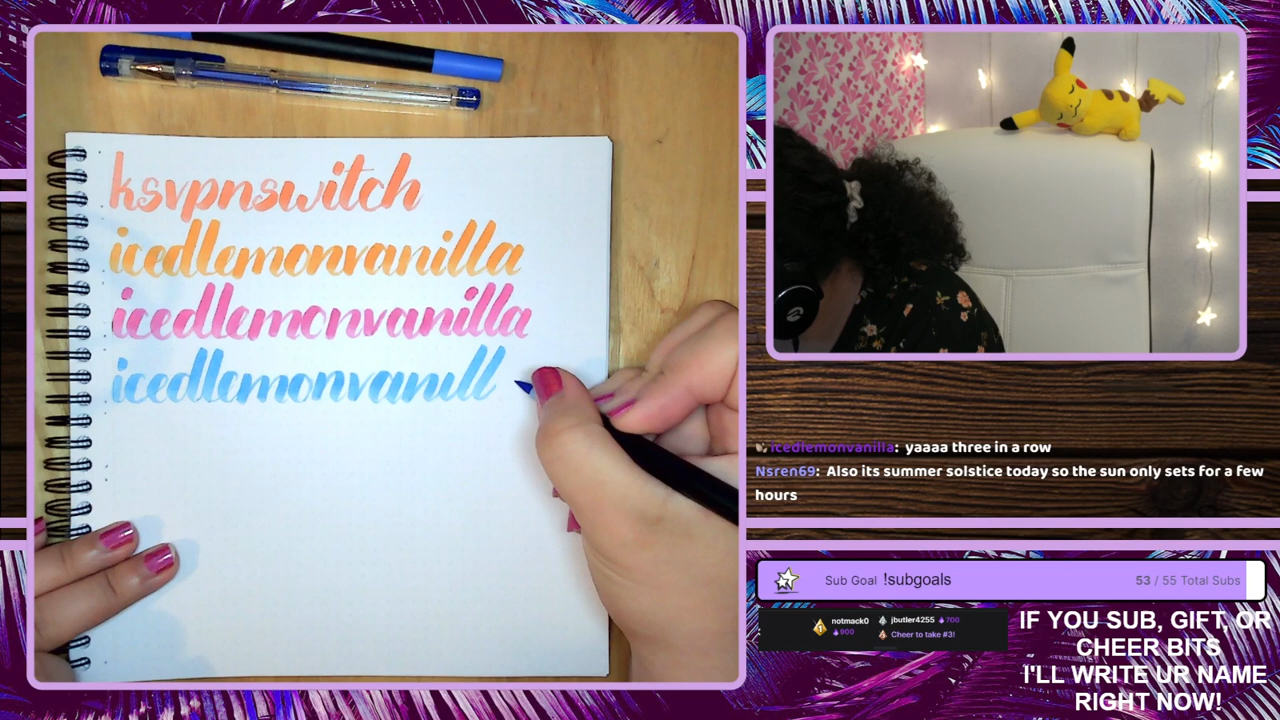 ksvpnswitch
icedlemonvanilla
icedlemonvanilla
icedlemonvanill
icedlemonvanilla: yaaaa three in a row
Nsren69: Also its summer solstice today so the sun only sets for a few
hours
Sub Goal !subgoals 53 / 55 Total Subs
1 notmack0 900
jbutler4255 700
Cheer to take #3!
IF YOU SUB, GIFT, OR
CHEER BITS
I'LL WRITE UR NAME
RIGHT NOW!